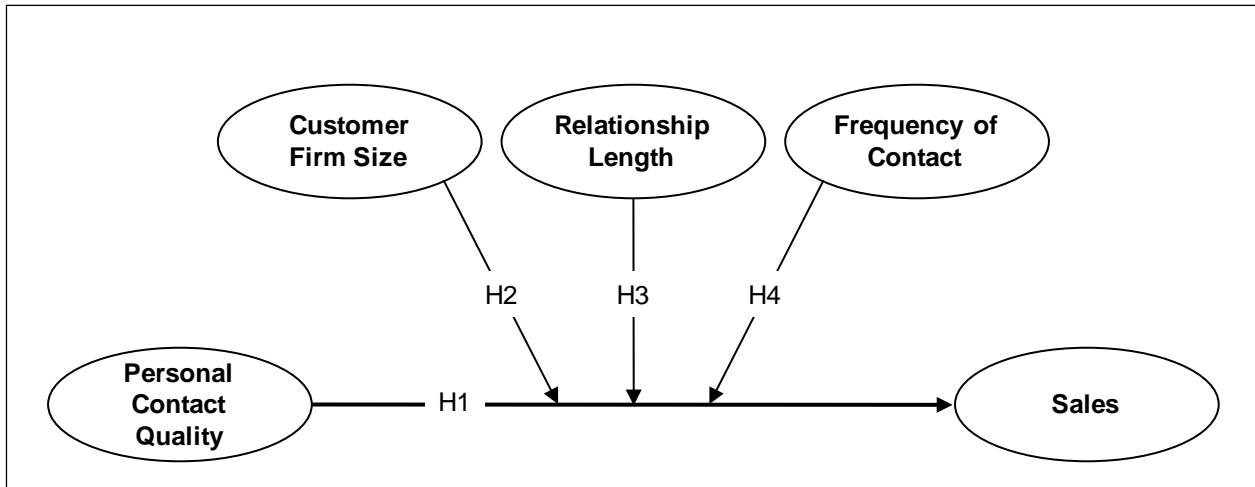 Customer
Firm Size
Relationship
Length
Frequency of
Contact
H2
H3
H4
Personal
Contact
Quality
H1
Sales